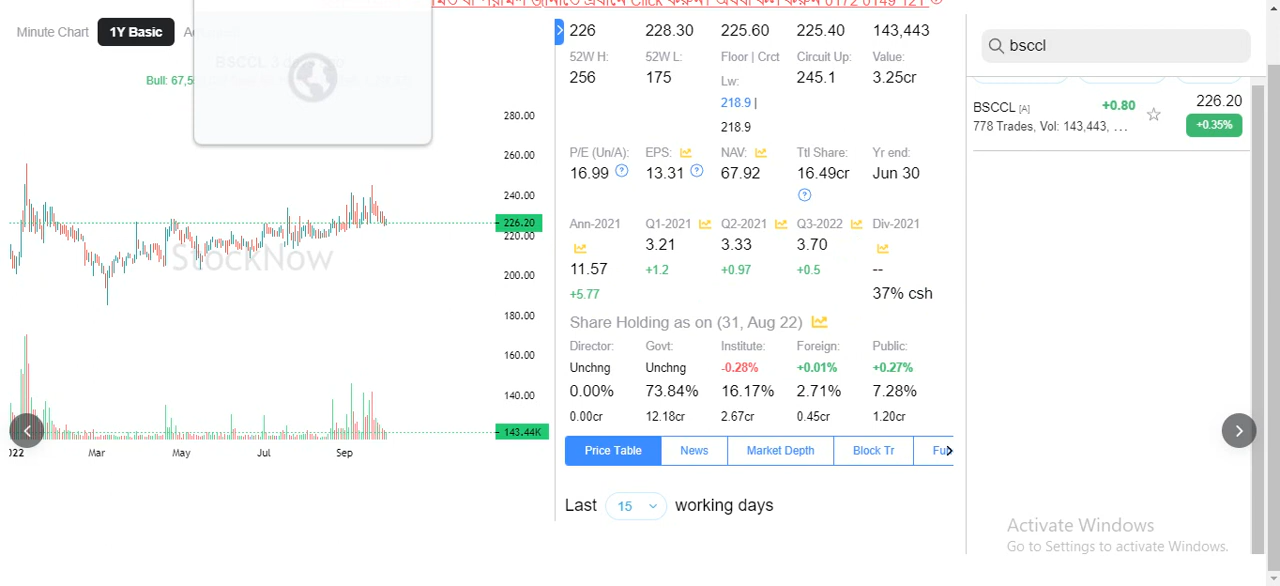 Minute Chart 1Y Basic
Bull: 67,5
280.00
260.00
240.00
226.20
220.00
200.00
180.00
160.00
140.00
143.44K
StockNow
Mar May Jul Sep
226 228.30 225.60 225.40 143,443
52W H: 52W L: Floor | Crct Lw: Circuit Up: Value:
256 175 218.9 | 218.9 245.1 3.25cr
P/E (Un/A): EPS: NAV: Ttl Share: Yr end:
16.99 13.31 67.92 16.49cr Jun 30
Ann-2021 Q1-2021 Q2-2021 Q3-2022 Div-2021
11.57 3.21 3.33 3.70 --
+5.77 +1.2 +0.97 +0.5 37% csh
Share Holding as on (31, Aug 22)
Director: Govt: Institute: Foreign: Public:
Unchng Unchng -0.28% +0.01% +0.27%
0.00% 73.84% 16.17% 2.71% 7.28%
0.00cr 12.18cr 2.67cr 0.45cr 1.20cr
Price Table News Market Depth Block Tr
Last 15 working days
bsccl
BSCCL [A] +0.80 226.20
778 Trades, Vol: 143,443, ... +0.35%
Activate Windows
Go to Settings to activate Windows.